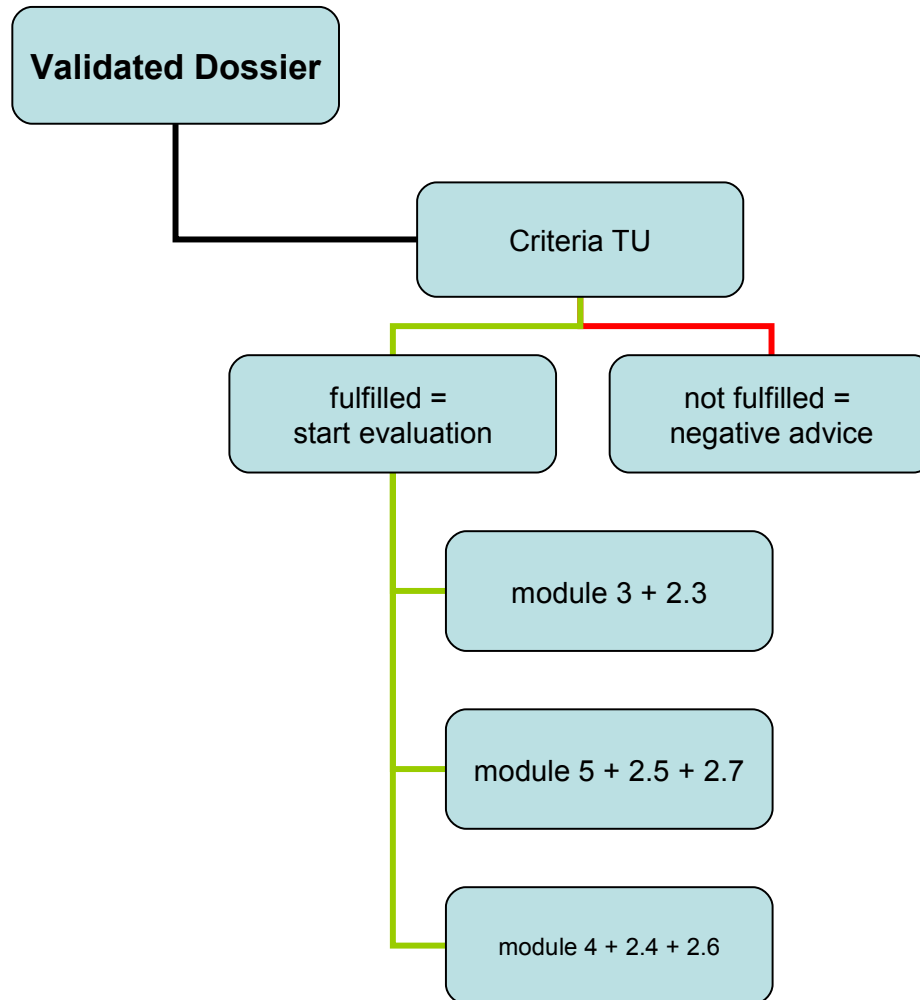 Validated Dossier
Criteria TU
fulfilled =
start evaluation
not fulfilled =
negative advice
module 3 + 2.3
module 5 + 2.5 + 2.7
module 4 + 2.4 + 2.6